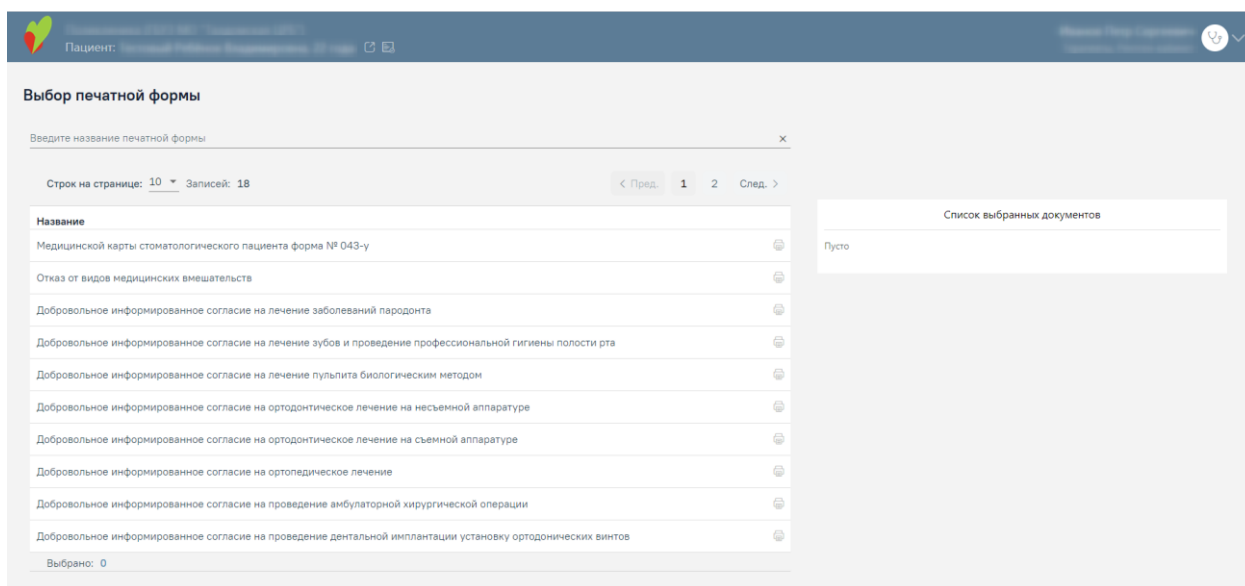 Пациент:
Выбор печатной формы
Введите название печатной формы
Строк на странице: 10 Записей: 18
Пред. 1 2 След.
Название
Медицинской карты стоматологического пациента форма № 043-у
Отказ от видов медицинских вмешательств
Добровольное информированное согласие на лечение заболеваний пародонта
Добровольное информированное согласие на лечение зубов и проведение профессиональной гигиены полости рта
Добровольное информированное согласие на лечение пульпита биологическим методом
Добровольное информированное согласие на ортодонтическое лечение на несъемной аппаратуре
Добровольное информированное согласие на ортодонтическое лечение на съемной аппаратуре
Добровольное информированное согласие на ортопедическое лечение
Добровольное информированное согласие на проведение амбулаторной хирургической операции
Добровольное информированное согласие на проведение дентальной имплантации установку ортодонических винтов
Выбрано: 0
Список выбранных документов
Пусто